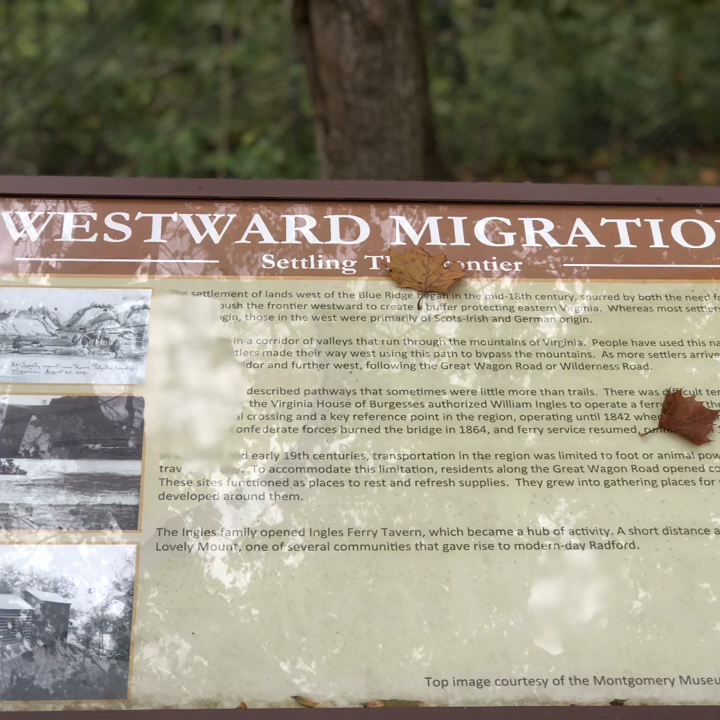 WESTWARD MIGRATIO
Settling Th ontier
settlement of lands west of the Blue Ridge began in the mid-18th century, spurred by both the need fo
push the frontier westward to create a buffer protecting eastern Virginia. Whereas most settlers
gin, those in the west were primarily of Scots-Irish and German origin.
in a corridor of valleys that run through the mountains of Virginia. People have used this na
tlers made their way west using this path to bypass the mountains. As more settlers arrive
dor and further west, following the Great Wagon Road or Wilderness Road.
described pathways that sometimes were little more than trails. There was difficult ter
the Virginia House of Burgesses authorized William Ingles to operate a ferry the
l crossing and a key reference point in the region, operating until 1842 when
onfederate forces burned the bridge in 1864, and ferry service resumed,
d early 19th centuries, transportation in the region was limited to foot or animal pow
trav To accommodate this limitation, residents along the Great Wagon Road opened co
These sites functioned as places to rest and refresh supplies. They grew into gathering places for
developed around them.
The Ingles family opened Ingles Ferry Tavern, which became a hub of activity. A short distance a
Lovely Mount, one of several communities that gave rise to modern-day Radford.
Top image courtesy of the Montgomery Museu